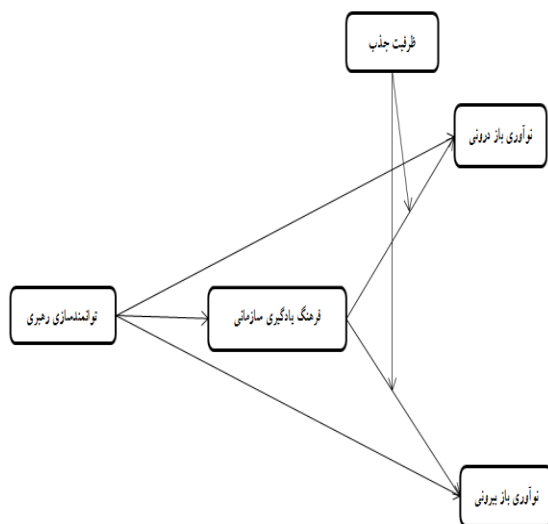 ظرفیت جذب
نوآوری باز درونی
توانمندسازی رهبری
فرهنگ یادگیری سازمانی
نوآوری باز بیرونی